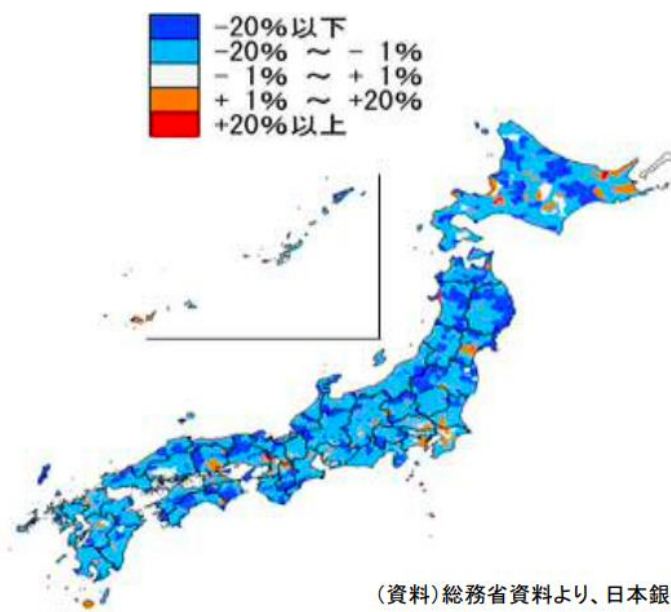 -20%以下
-20% ～ - 1%
- 1% ～ + 1%
+ 1% ～ +20%
+20%以上
(資料)総務省資料より、日本銀